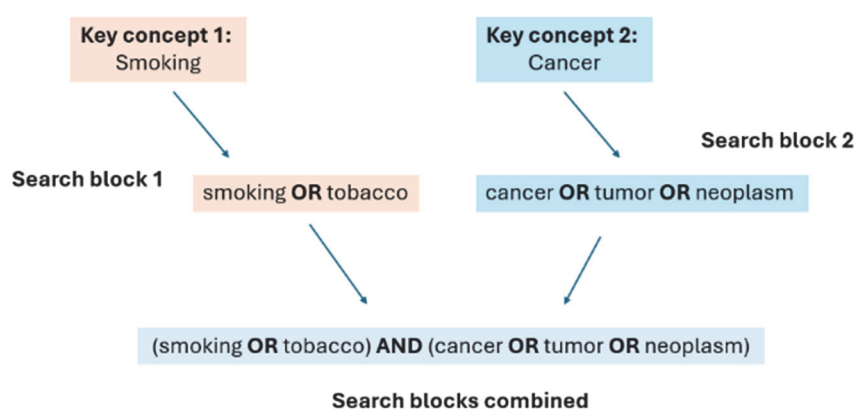 Key concept 1:
Smoking
Key concept 2:
Cancer
Search block 2
Search block 1
smoking OR tobacco
cancer OR tumor OR neoplasm
(smoking OR tobacco) AND (cancer OR tumor OR neoplasm)
Search blocks combined